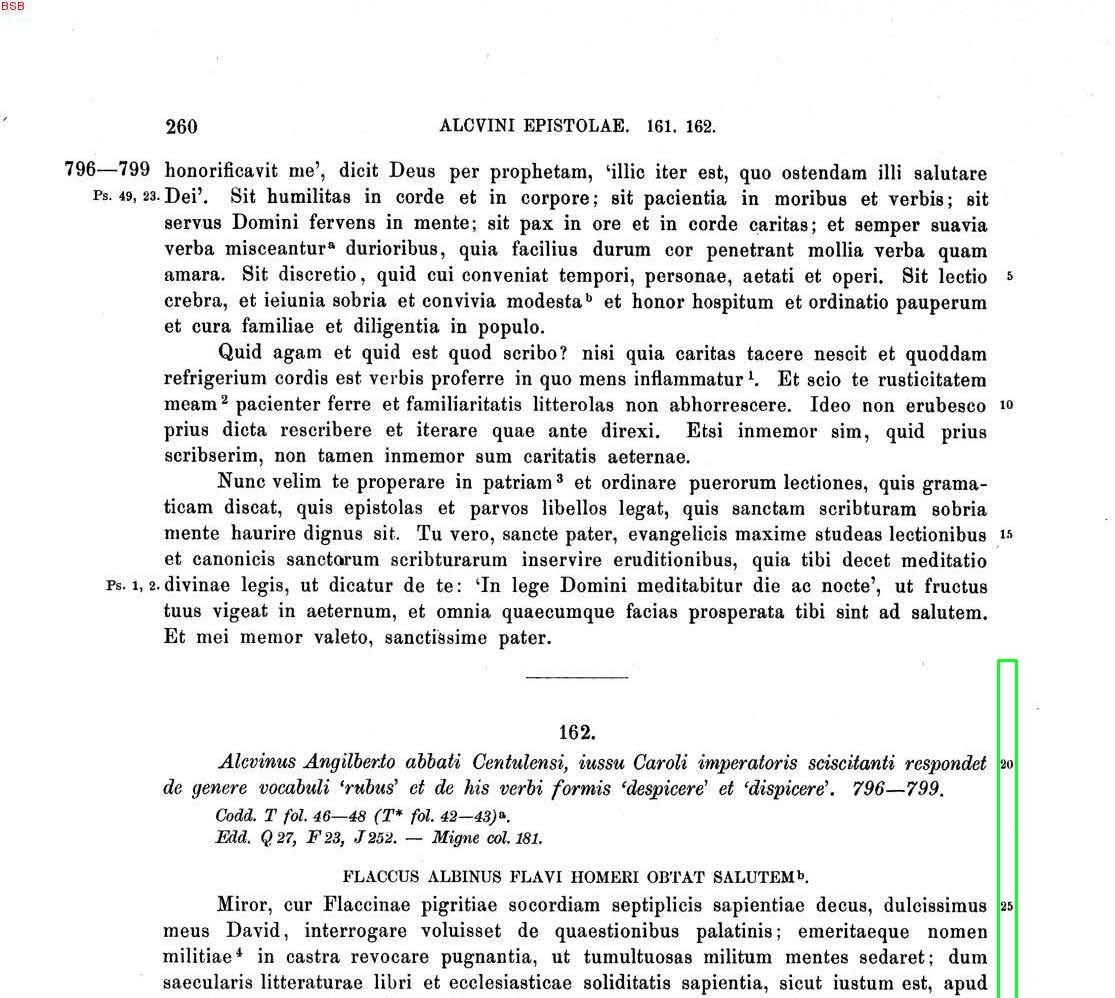 BSB
260 ALCVINI EPISTOLAE. 161. 162.
796—799 honorificavit me’, dicit Deus per prophetam, ‘illic iter est, quo ostendam illi salutare
Ps. 49, 23. Dei’. Sit humilitas in corde et in corpore; sit pacientia in moribus et verbis; sit
servus Domini fervens in mente; sit pax in ore et in corde caritas; et semper suavia
verba misceanturᵃ durioribus, quia facilius durum cor penetrant mollia verba quam
amara. Sit discretio, quid cui conveniat tempori, personae, aetati et operi. Sit lectio 5
crebra, et ieiunia sobria et convivia modestaᵇ et honor hospitum et ordinatio pauperum
et cura familiae et diligentia in populo.
Quid agam et quid est quod scribo? nisi quia caritas tacere nescit et quoddam
refrigerium cordis est verbis proferre in quo mens inflammatur¹. Et scio te rusticitatem
meam² pacienter ferre et familiaritatis litterolas non abhorrescere. Ideo non erubesco 10
prius dicta rescribere et iterare quae ante direxi. Etsi inmemor sim, quid prius
scribserim, non tamen inmemor sum caritatis aeternae.
Nunc velim te properare in patriam³ et ordinare puerorum lectiones, quis grama-
ticam discat, quis epistolas et parvos libellos legat, quis sanctam scribturam sobria
mente haurire dignus sit. Tu vero, sancte pater, evangelicis maxime studeas lectionibus 15
et canonicis sanctorum scribturarum inservire eruditionibus, quia tibi decet meditatio
Ps. 1, 2. divinae legis, ut dicatur de te: ‘In lege Domini meditabitur die ac nocte’, ut fructus
tuus vigeat in aeternum, et omnia quaecumque facias prosperata tibi sint ad salutem.
Et mei memor valeto, sanctissime pater.
162.
Alcvinus Angilberto abbati Centulensi, iussu Caroli imperatoris sciscitanti respondet 20
de genere vocabuli ‘rubus’ et de his verbi formis ‘despicere’ et ‘dispicere’. 796—799.
Codd. T fol. 46—48 (T* fol. 42—43)ᵃ.
Edd. Q 27, F 23, J 252. — Migne col. 181.
FLACCUS ALBINUS FLAVI HOMERI OBTAT SALUTEMᵇ.
Miror, cur Flaccinae pigritiae socordiam septiplicis sapientiae decus, dulcissimus 25
meus David, interrogare voluisset de quaestionibus palatinis; emeritaeque nomen
militiae⁴ in castra revocare pugnantia, ut tumultuosas militum mentes sedaret; dum
saecularis litteraturae libri et ecclesiasticae soliditatis sapientia, sicut iustum est, apud